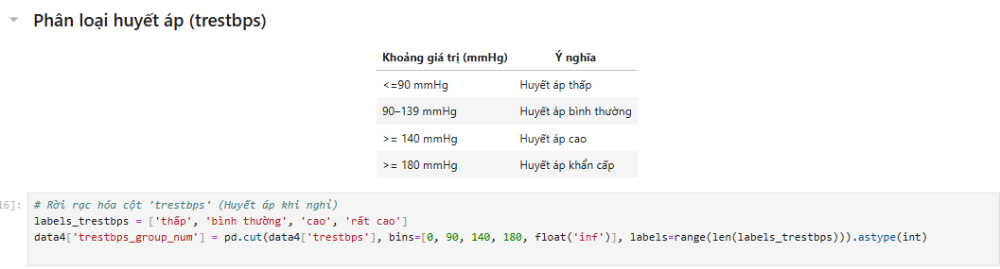 Phân loại huyết áp (trestbps)
Khoảng giá trị (mmHg) Ý nghĩa
<=90 mmHg Huyết áp thấp
90–139 mmHg Huyết áp bình thường
>= 140 mmHg Huyết áp cao
>= 180 mmHg Huyết áp khẩn cấp
16]: # Rời rạc hóa cột 'trestbps' (Huyết áp khi nghỉ)
labels_trestbps = ['thấp', 'bình thường', 'cao', 'rất cao']
data4['trestbps_group_num'] = pd.cut(data4['trestbps'], bins=[0, 90, 140, 180, float('inf')], labels=range(len(labels_trestbps))).astype(int)